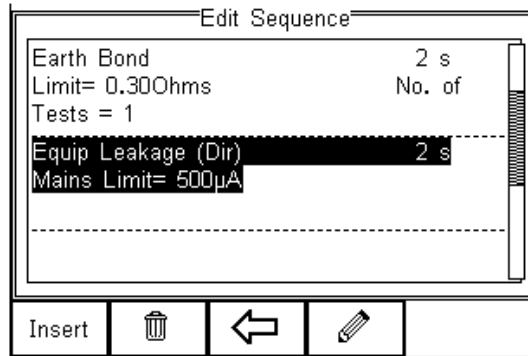 Edit Sequence
Earth Bond 2 s
Limit= 0.30Ohms No. of
Tests = 1
Equip Leakage (Dir) 2 s
Mains Limit= 500µA
Insert